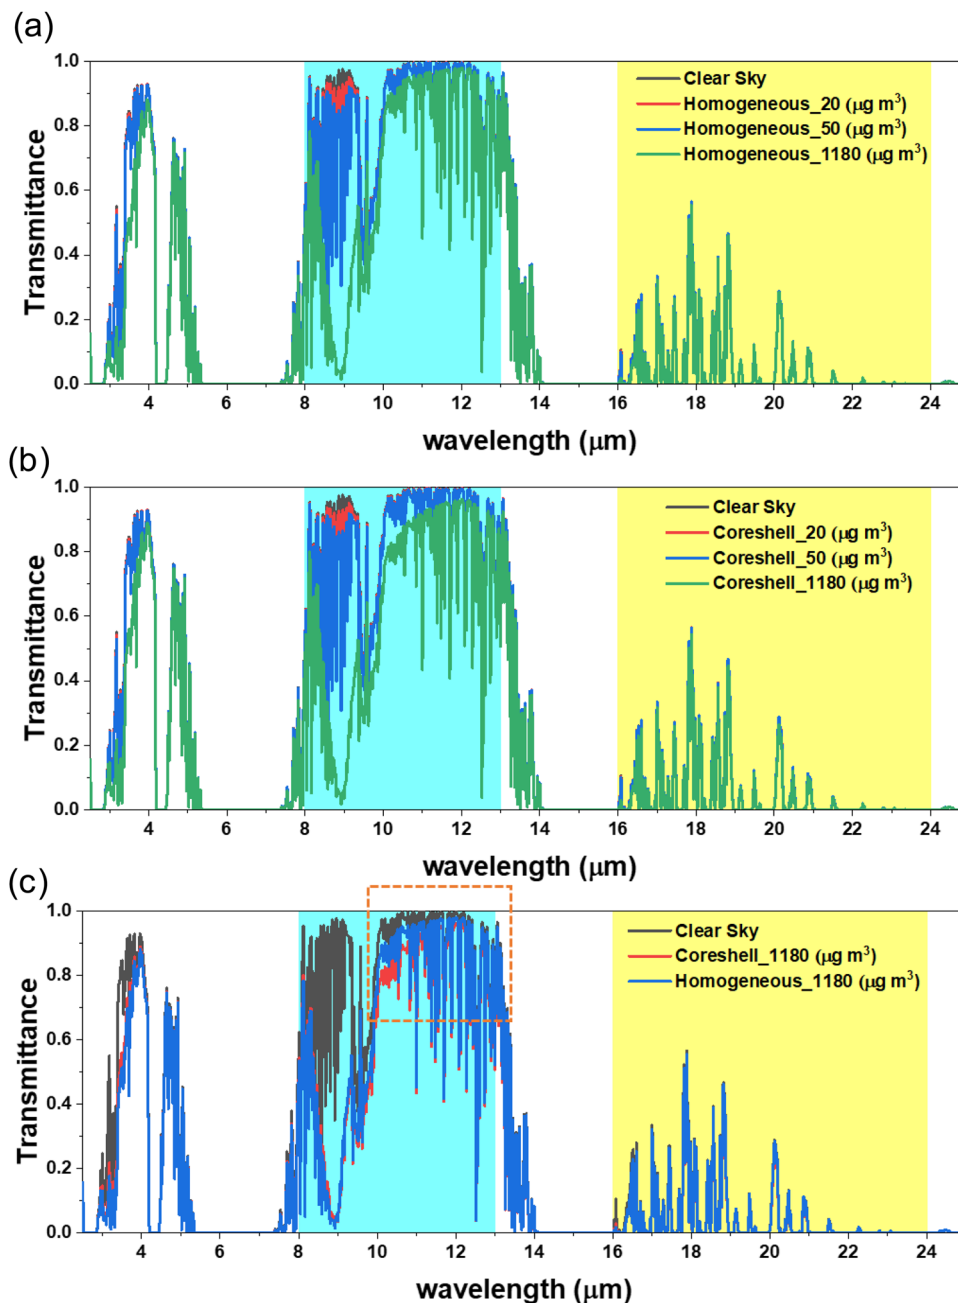 (a)
1.0
0.8
0.6
0.4
0.2
0.0
Transmittance
Clear Sky
Homogeneous_20 (μg m³)
Homogeneous_50 (μg m³)
Homogeneous_1180 (μg m³)
4 6 8 10 12 14 16 18 20 22 24
wavelength (μm)
(b)
1.0
0.8
0.6
0.4
0.2
0.0
Transmittance
Clear Sky
Coreshell_20 (μg m³)
Coreshell_50 (μg m³)
Coreshell_1180 (μg m³)
4 6 8 10 12 14 16 18 20 22 24
wavelength (μm)
(c)
1.0
0.8
0.6
0.4
0.2
0.0
Transmittance
Clear Sky
Coreshell_1180 (μg m³)
Homogeneous_1180 (μg m³)
4 6 8 10 12 14 16 18 20 22 24
wavelength (μm)